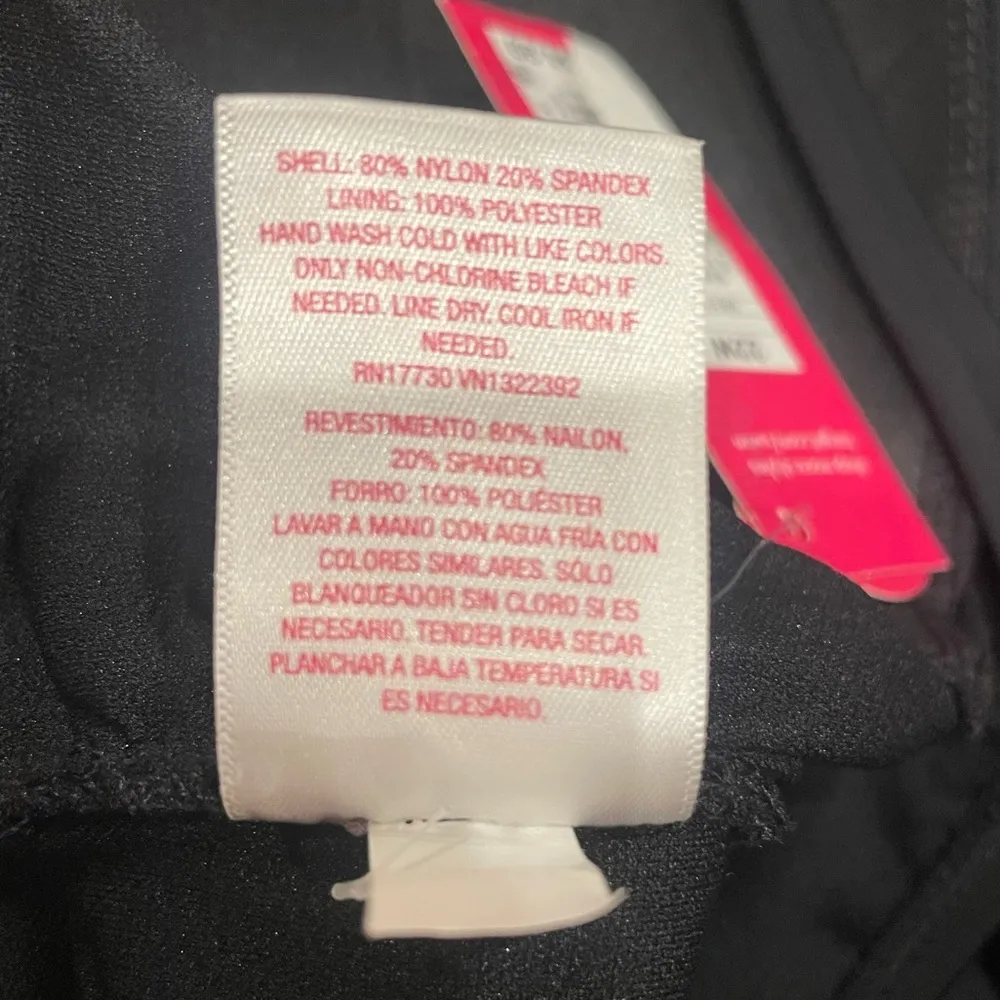 SHELL: 80% NYLON 20% SPANDEX
LINING: 100% POLYESTER
HAND WASH COLD WITH LIKE COLORS.
ONLY NON-CHLORINE BLEACH IF
NEEDED. LINE DRY. COOL IRON IF
NEEDED.
RN17730 VN1322392
REVESTIMIENTO: 80% NAILON,
20% SPANDEX
FORRO: 100% POLIÉSTER
LAVAR A MANO CON AGUA FRÍA CON
COLORES SIMILARES. SÓLO
BLANQUEADOR SIN CLORO SI ES
NECESARIO. TENDER PARA SECAR.
PLANCHAR A BAJA TEMPERATURA SI
ES NECESARIO.
22W